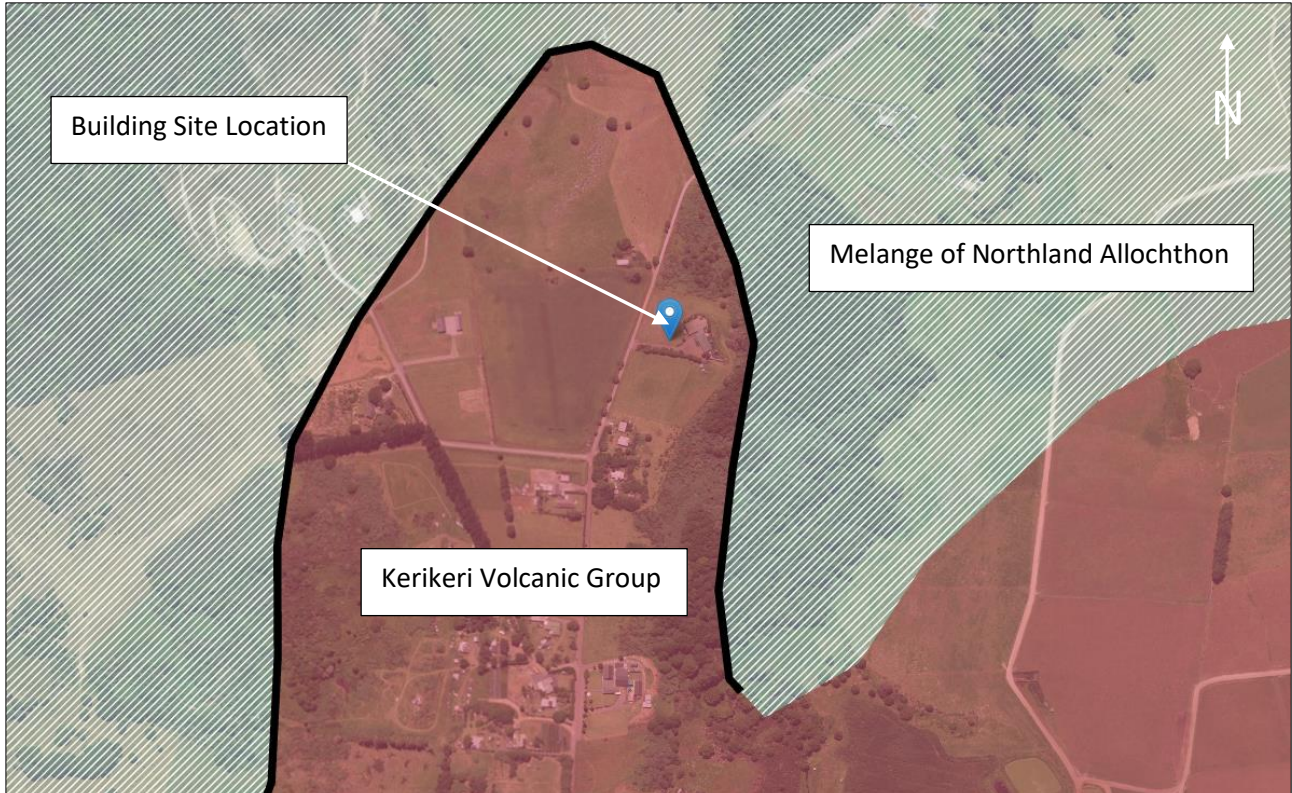 N
Building Site Location
Melange of Northland Allochthon
Kerikeri Volcanic Group